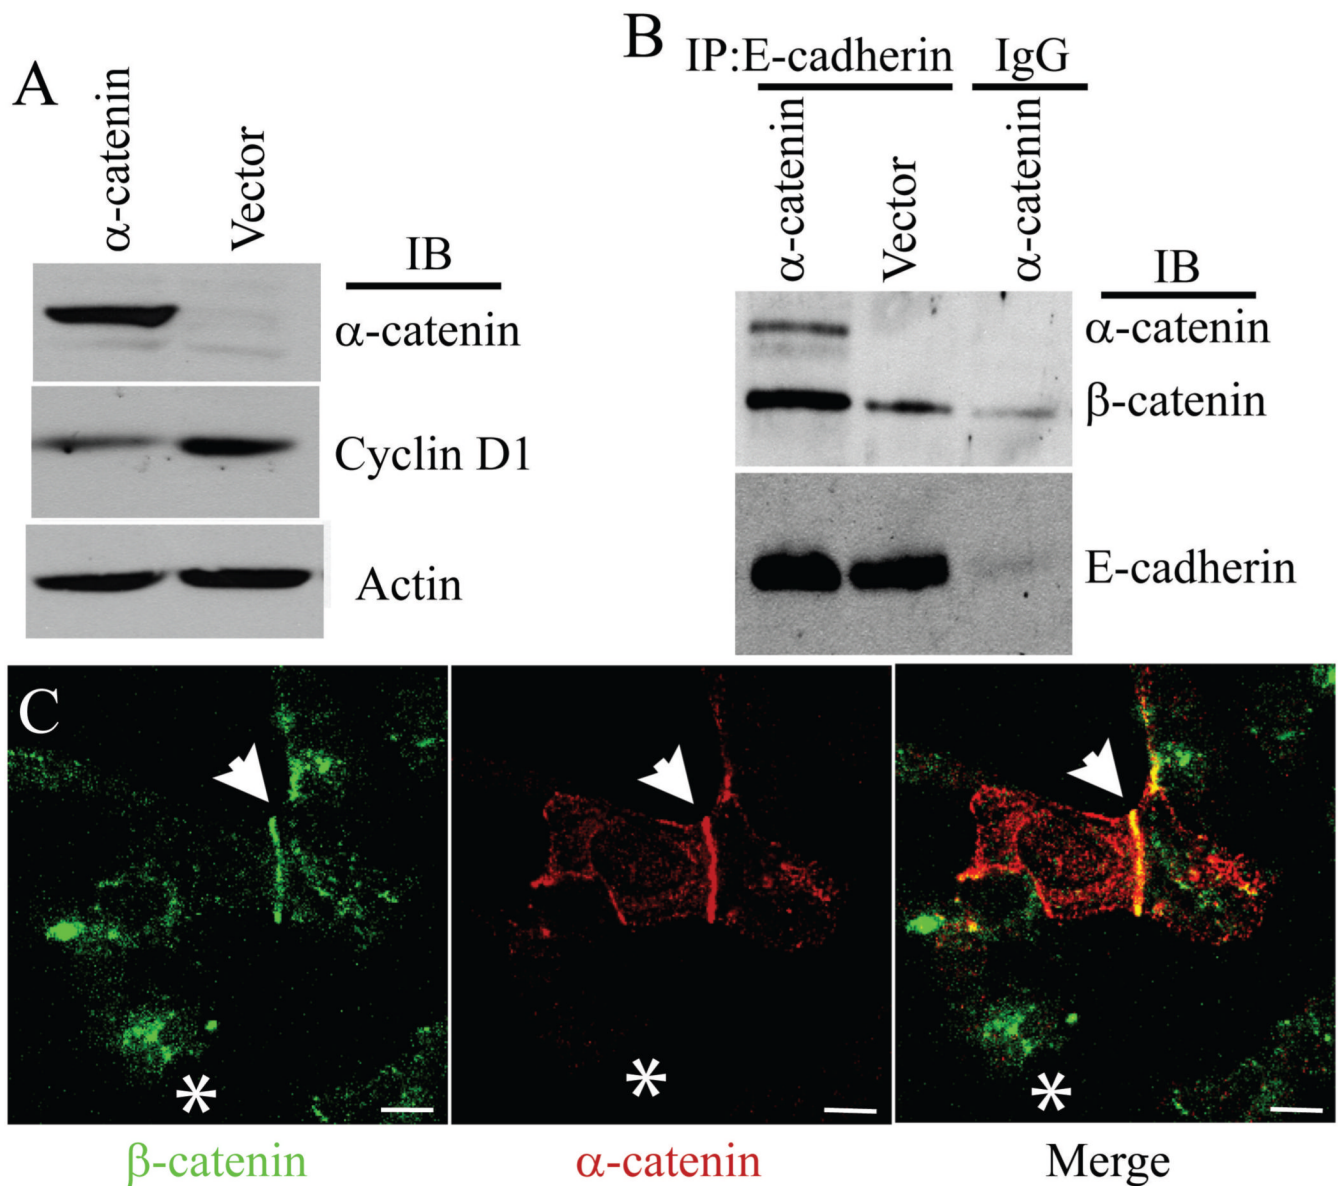 A
α-catenin
Vector
IB
α-catenin
Cyclin D1
Actin
B
IP:E-cadherin
IgG
α-catenin
Vector
α-catenin
IB
α-catenin
β-catenin
E-cadherin
C
*
*
*
β-catenin
α-catenin
Merge